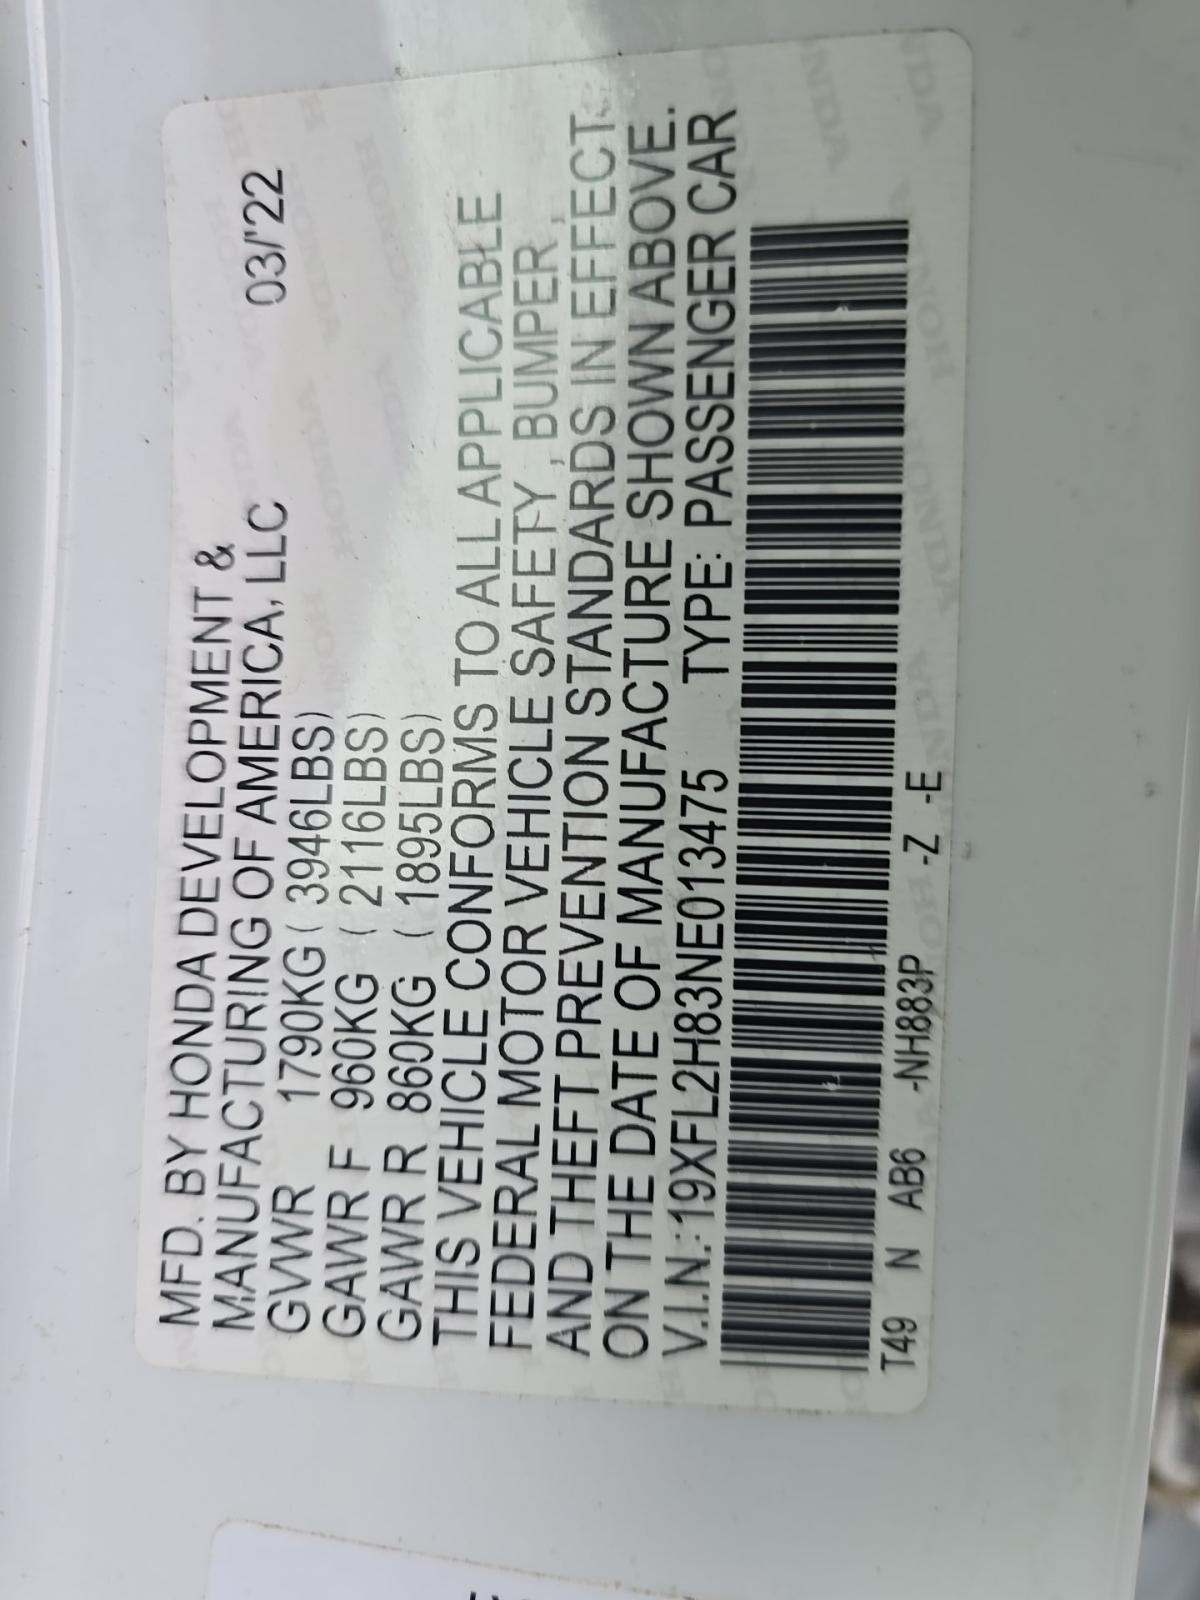 MFD. BY HONDA DEVELOPMENT &
MANUFACTURING OF AMERICA, LLC 03/'22
GVWR 1790KG ( 3946LBS)
GAWR F 960KG ( 2116LBS)
GAWR R 860KG ( 1895LBS)
THIS VEHICLE CONFORMS TO ALL APPLICABLE
FEDERAL MOTOR VEHICLE SAFETY , BUMPER ,
AND THEFT PREVENTION STANDARDS IN EFFECT
ON THE DATE OF MANUFACTURE SHOWN ABOVE.
V.I.N.:19XFL2H83NE013475 TYPE: PASSENGER CAR
T49 N AB6 -NH883P -Z -E